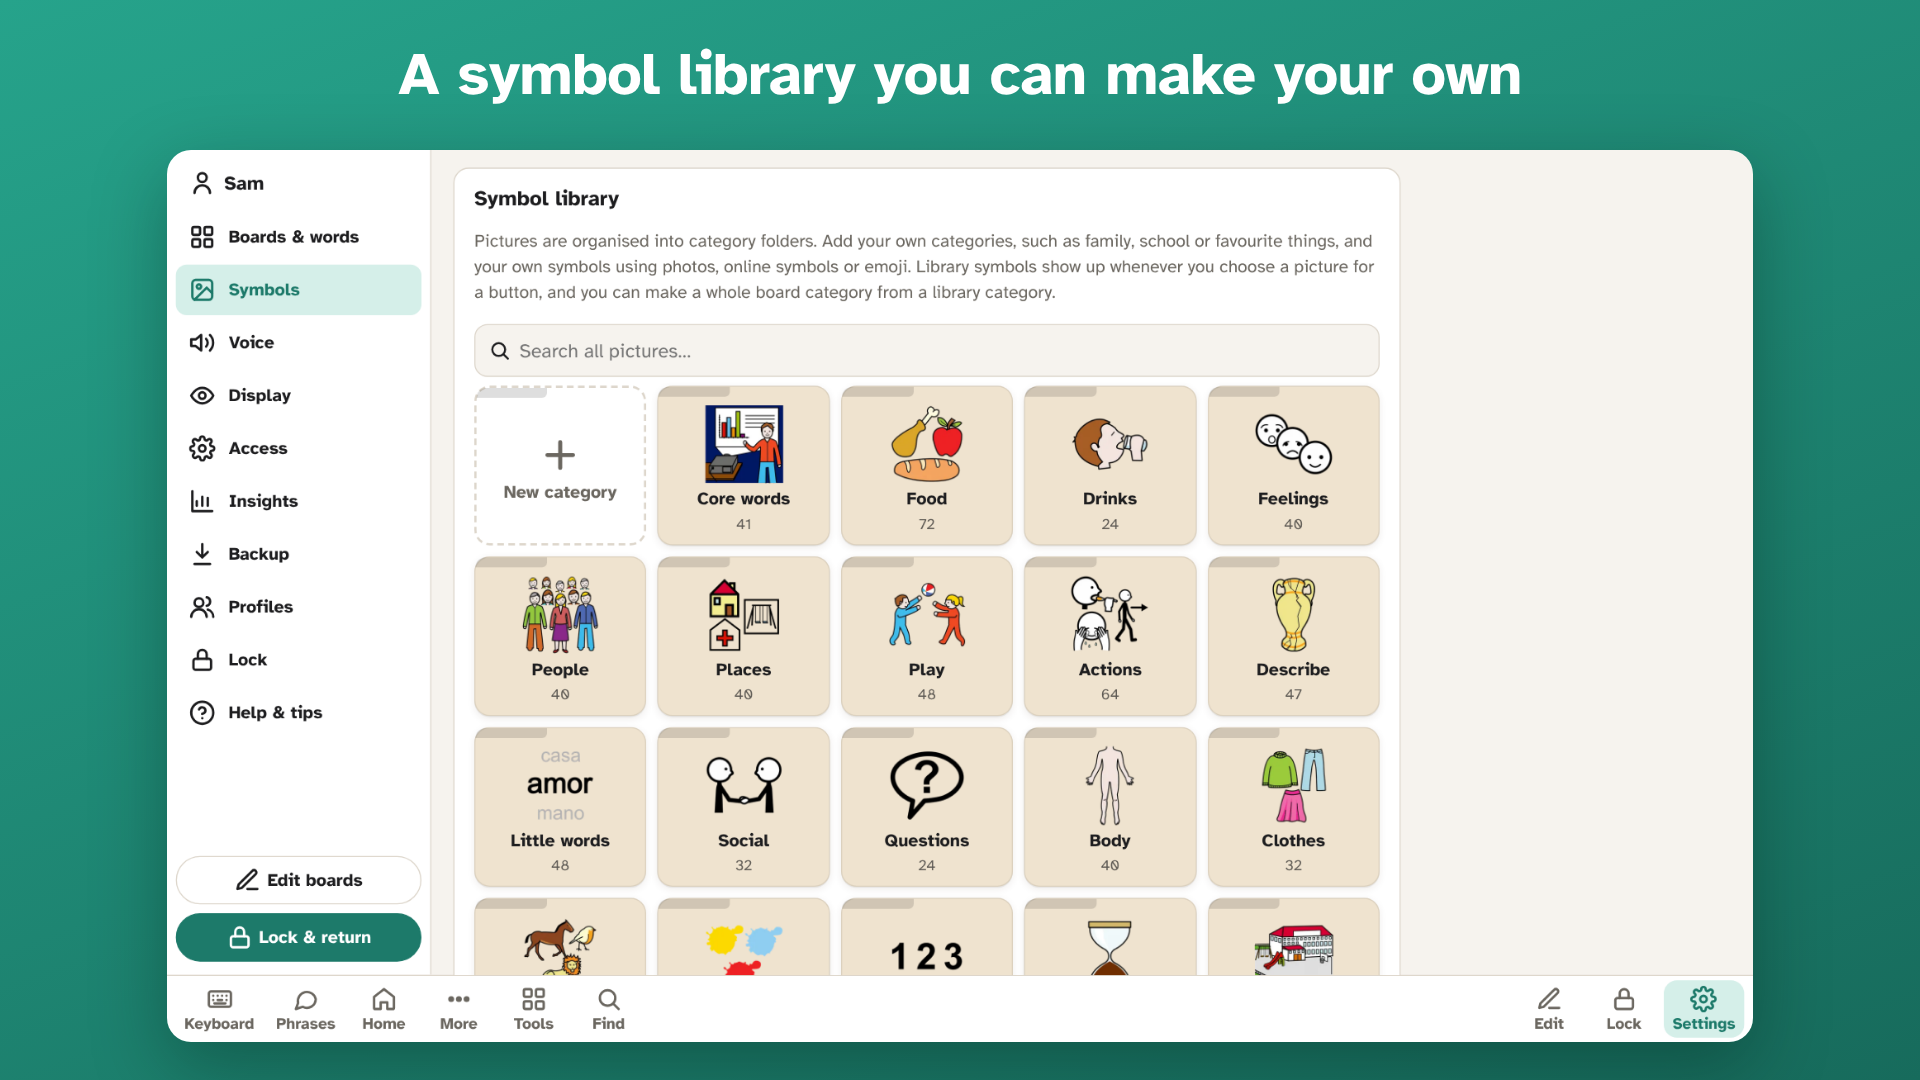 A symbol library you can make your own
Sam
Boards & words
Symbols
Voice
Display
Access
Insights
Backup
Profiles
Lock
Help & tips
Edit boards
Lock & return
Symbol library
Pictures are organised into category folders. Add your own categories, such as family, school or favourite things, and
your own symbols using photos, online symbols or emoji. Library symbols show up whenever you choose a picture for
a button, and you can make a whole board category from a library category.
Search all pictures...
New category
Core words
41
Food
72
Drinks
24
Feelings
40
People
40
Places
40
Play
48
Actions
64
Describe
47
casa
amor
mano
Little words
48
Social
32
?
Questions
24
Body
40
Clothes
32
1 2 3
Keyboard
Phrases
Home
More
Tools
Find
Edit
Lock
Settings